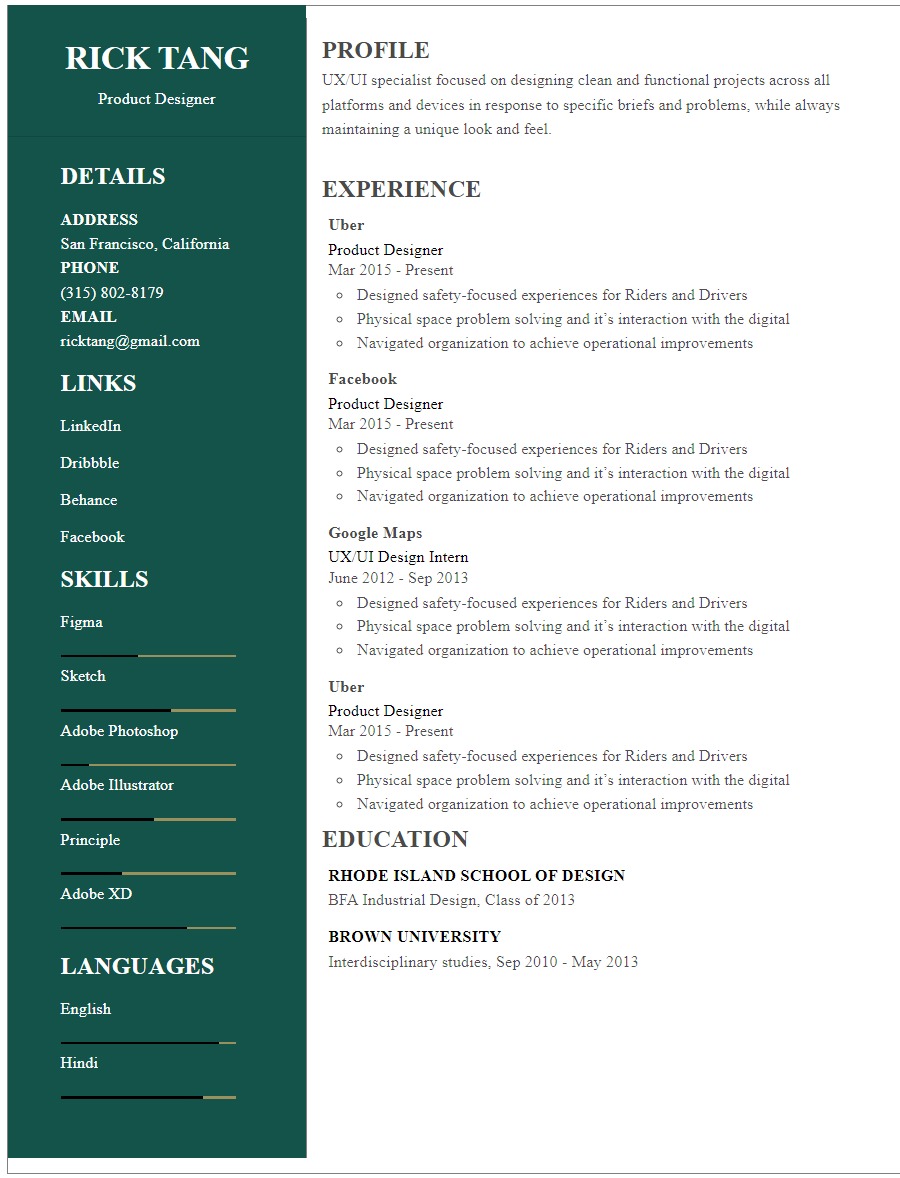 RICK TANG
Product Designer
DETAILS
ADDRESS
San Francisco, California
PHONE
(315) 802-8179
EMAIL
ricktang@gmail.com
LINKS
LinkedIn
Dribbble
Behance
Facebook
SKILLS
Figma
Sketch
Adobe Photoshop
Adobe Illustrator
Principle
Adobe XD
LANGUAGES
English
Hindi
PROFILE
UX/UI specialist focused on designing clean and functional projects across all
platforms and devices in response to specific briefs and problems, while always
maintaining a unique look and feel.
EXPERIENCE
Uber
Product Designer
Mar 2015 - Present
Designed safety-focused experiences for Riders and Drivers
Physical space problem solving and it’s interaction with the digital
Navigated organization to achieve operational improvements
Facebook
Product Designer
Mar 2015 - Present
Designed safety-focused experiences for Riders and Drivers
Physical space problem solving and it’s interaction with the digital
Navigated organization to achieve operational improvements
Google Maps
UX/UI Design Intern
June 2012 - Sep 2013
Designed safety-focused experiences for Riders and Drivers
Physical space problem solving and it’s interaction with the digital
Navigated organization to achieve operational improvements
Uber
Product Designer
Mar 2015 - Present
Designed safety-focused experiences for Riders and Drivers
Physical space problem solving and it’s interaction with the digital
Navigated organization to achieve operational improvements
EDUCATION
RHODE ISLAND SCHOOL OF DESIGN
BFA Industrial Design, Class of 2013
BROWN UNIVERSITY
Interdisciplinary studies, Sep 2010 - May 2013